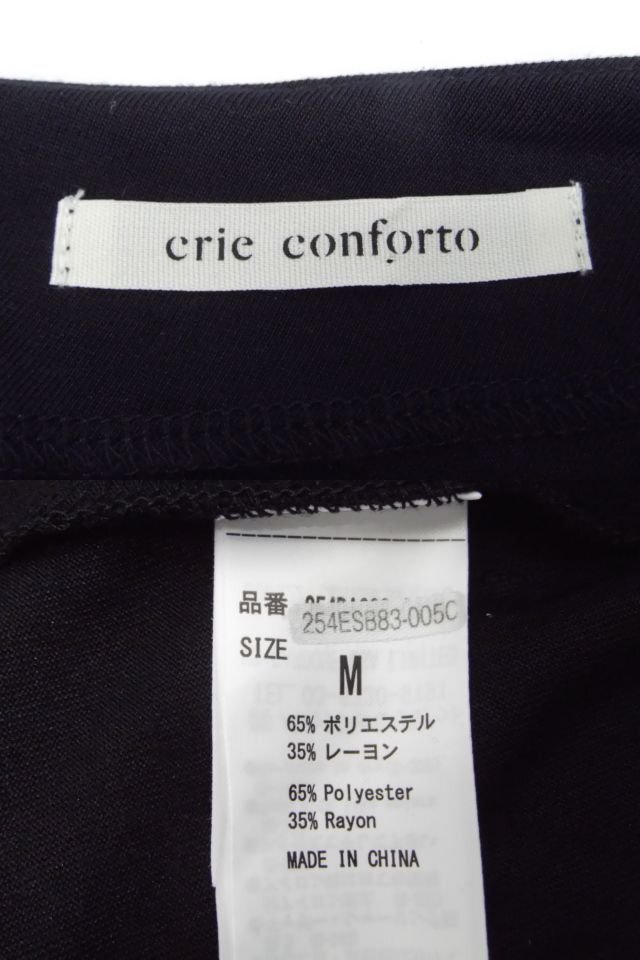 crie conforto
品番
254ESB83-005C
SIZE
M
65% ポリエステル
35% レーヨン
65% Polyester
35% Rayon
MADE IN CHINA